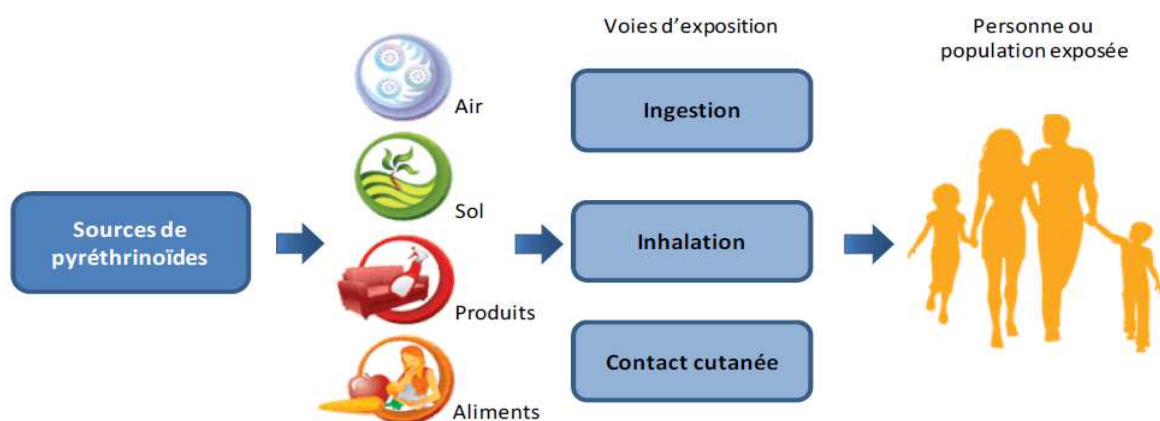 Voies d'exposition
Personne ou
population exposée
Air
Sol
Produits
Aliments
Sources de
pyréthrinoïdes
Ingestion
Inhalation
Contact cutanée